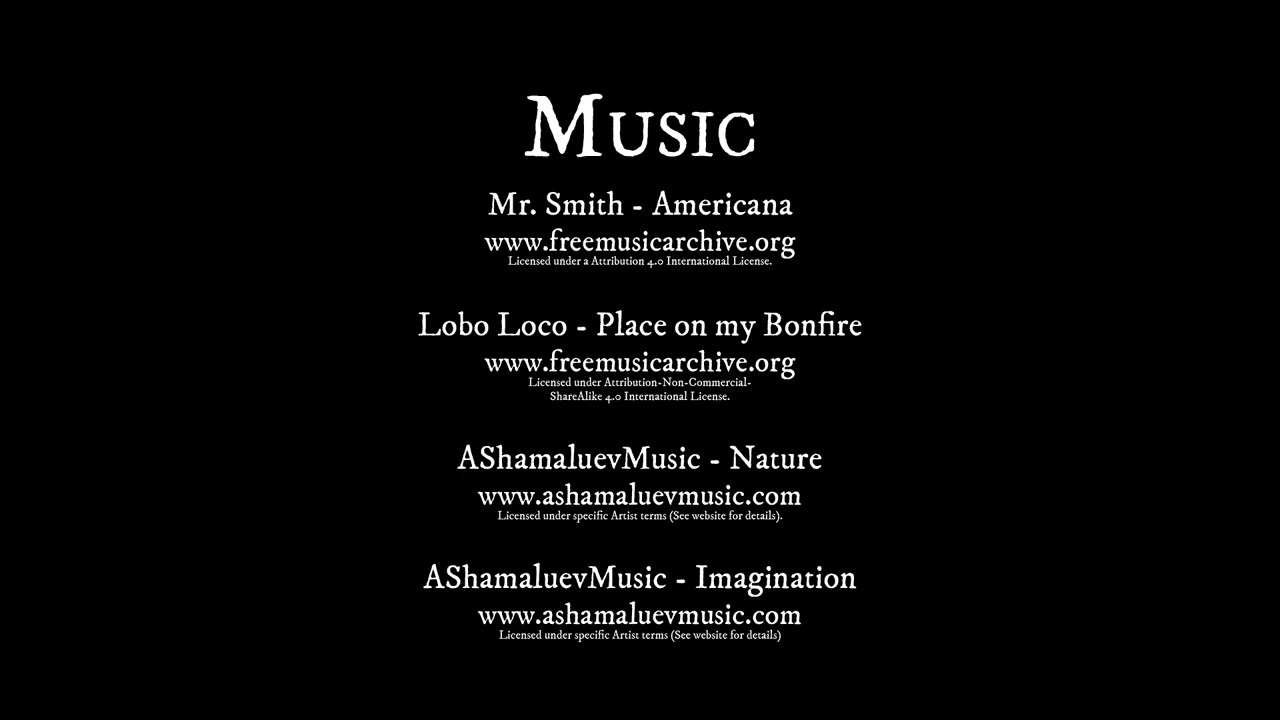 Music
Mr. Smith - Americana
www.freemusicarchive.org
Licensed under a Attribution 4.0 International License.
Lobo Loco - Place on my Bonfire
www.freemusicarchive.org
Licensed under Attribution-Non-Commercial-
ShareAlike 4.0 International License.
AShamaluevMusic - Nature
www.ashamaluevmusic.com
Licensed under specific Artist terms (See website for details).
AShamaluevMusic - Imagination
www.ashamaluevmusic.com
Licensed under specific Artist terms (See website for details)